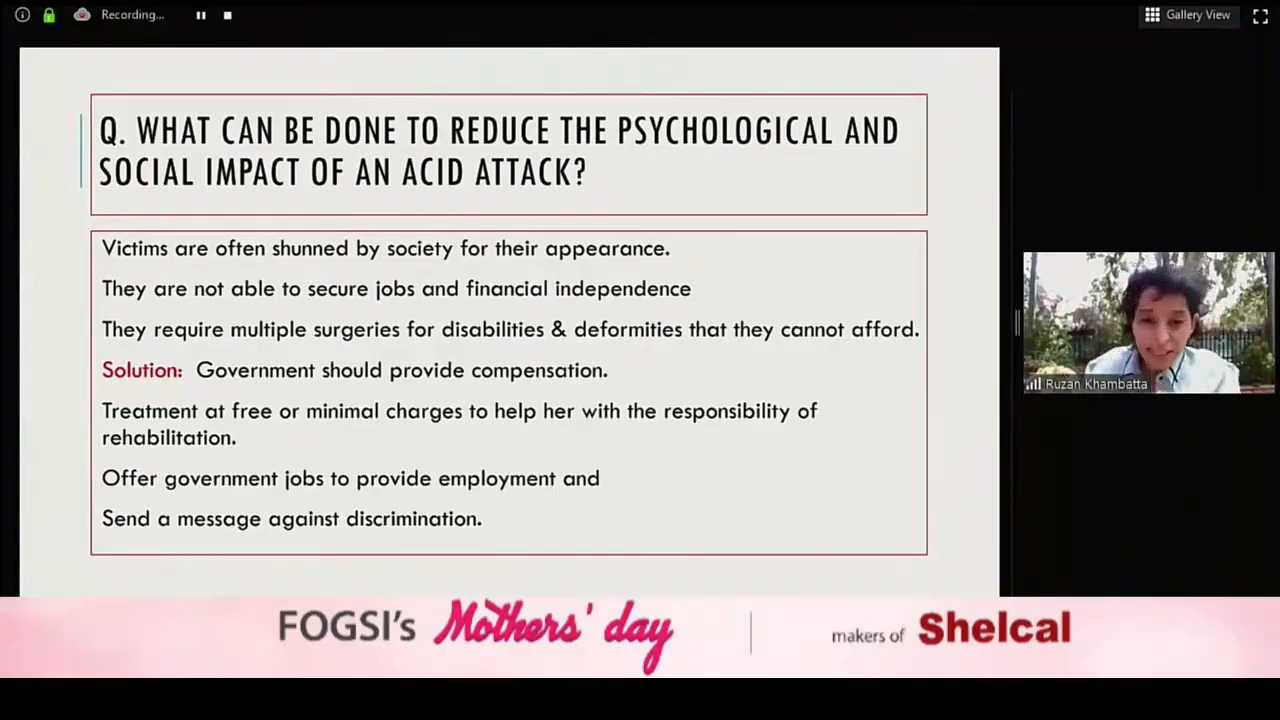 Recording...
Gallery View
Q. WHAT CAN BE DONE TO REDUCE THE PSYCHOLOGICAL AND
SOCIAL IMPACT OF AN ACID ATTACK?
Victims are often shunned by society for their appearance.
They are not able to secure jobs and financial independence
They require multiple surgeries for disabilities & deformities that they cannot afford.
Solution: Government should provide compensation.
Treatment at free or minimal charges to help her with the responsibility of
rehabilitation.
Offer government jobs to provide employment and
Send a message against discrimination.
Ruzan Khambatta
FOGSI's Mothers' day
makers of Shelcal